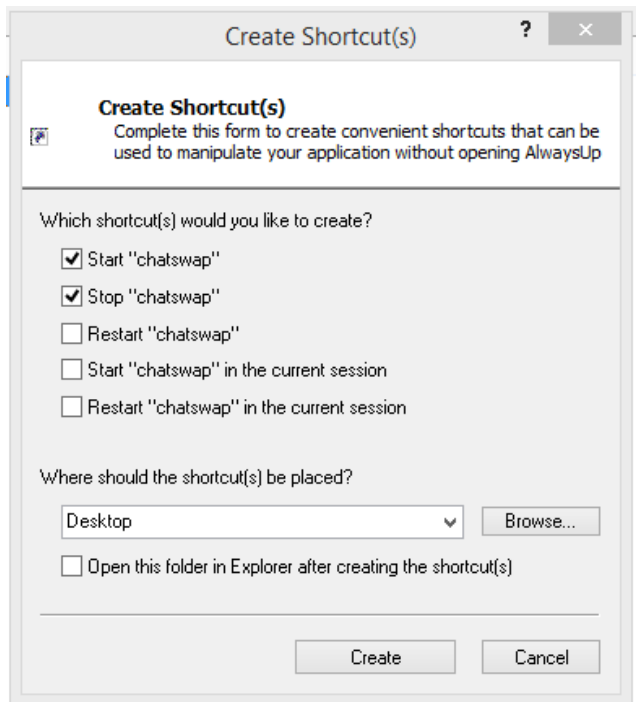 Create Shortcut(s)
?
Create Shortcut(s)
Complete this form to create convenient shortcuts that can be
used to manipulate your application without opening AlwaysUp
Which shortcut(s) would you like to create?
Start "chatswap"
Stop "chatswap"
Restart "chatswap"
Start "chatswap" in the current session
Restart "chatswap" in the current session
Where should the shortcut(s) be placed?
Desktop
Browse...
Open this folder in Explorer after creating the shortcut(s)
Create
Cancel